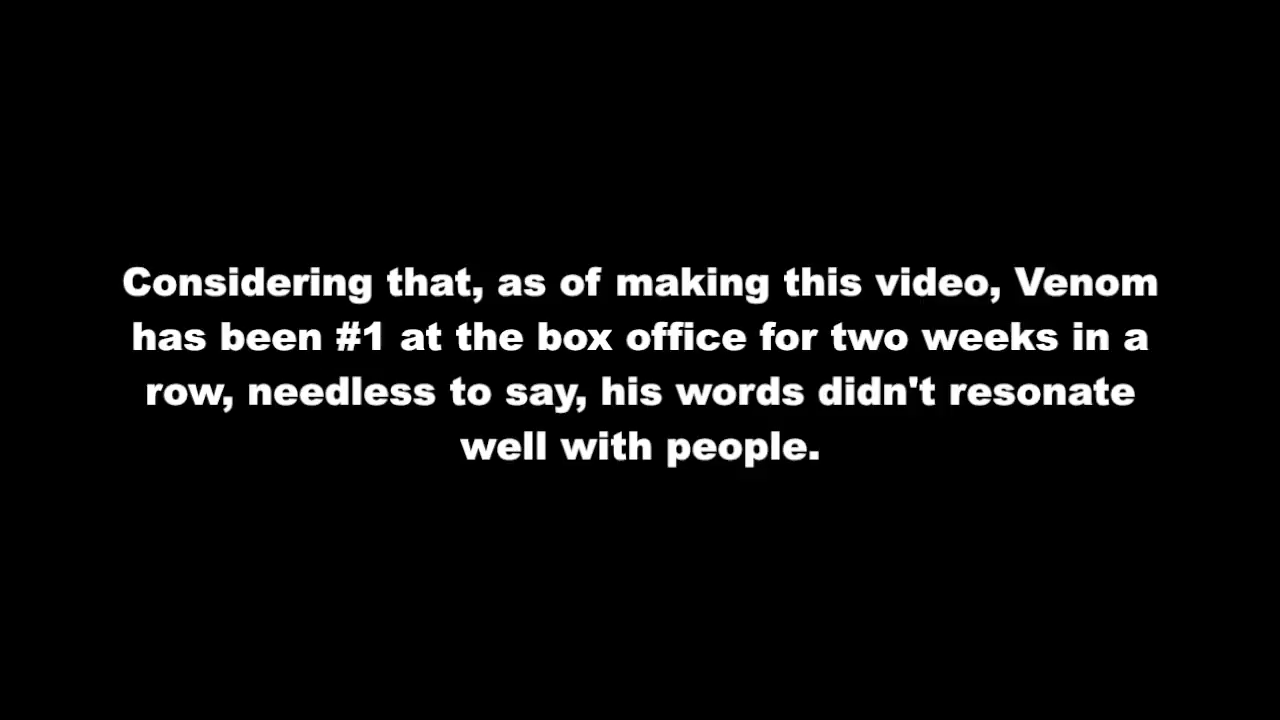 Considering that, as of making this video, Venom
has been #1 at the box office for two weeks in a
row, needless to say, his words didn't resonate
well with people.